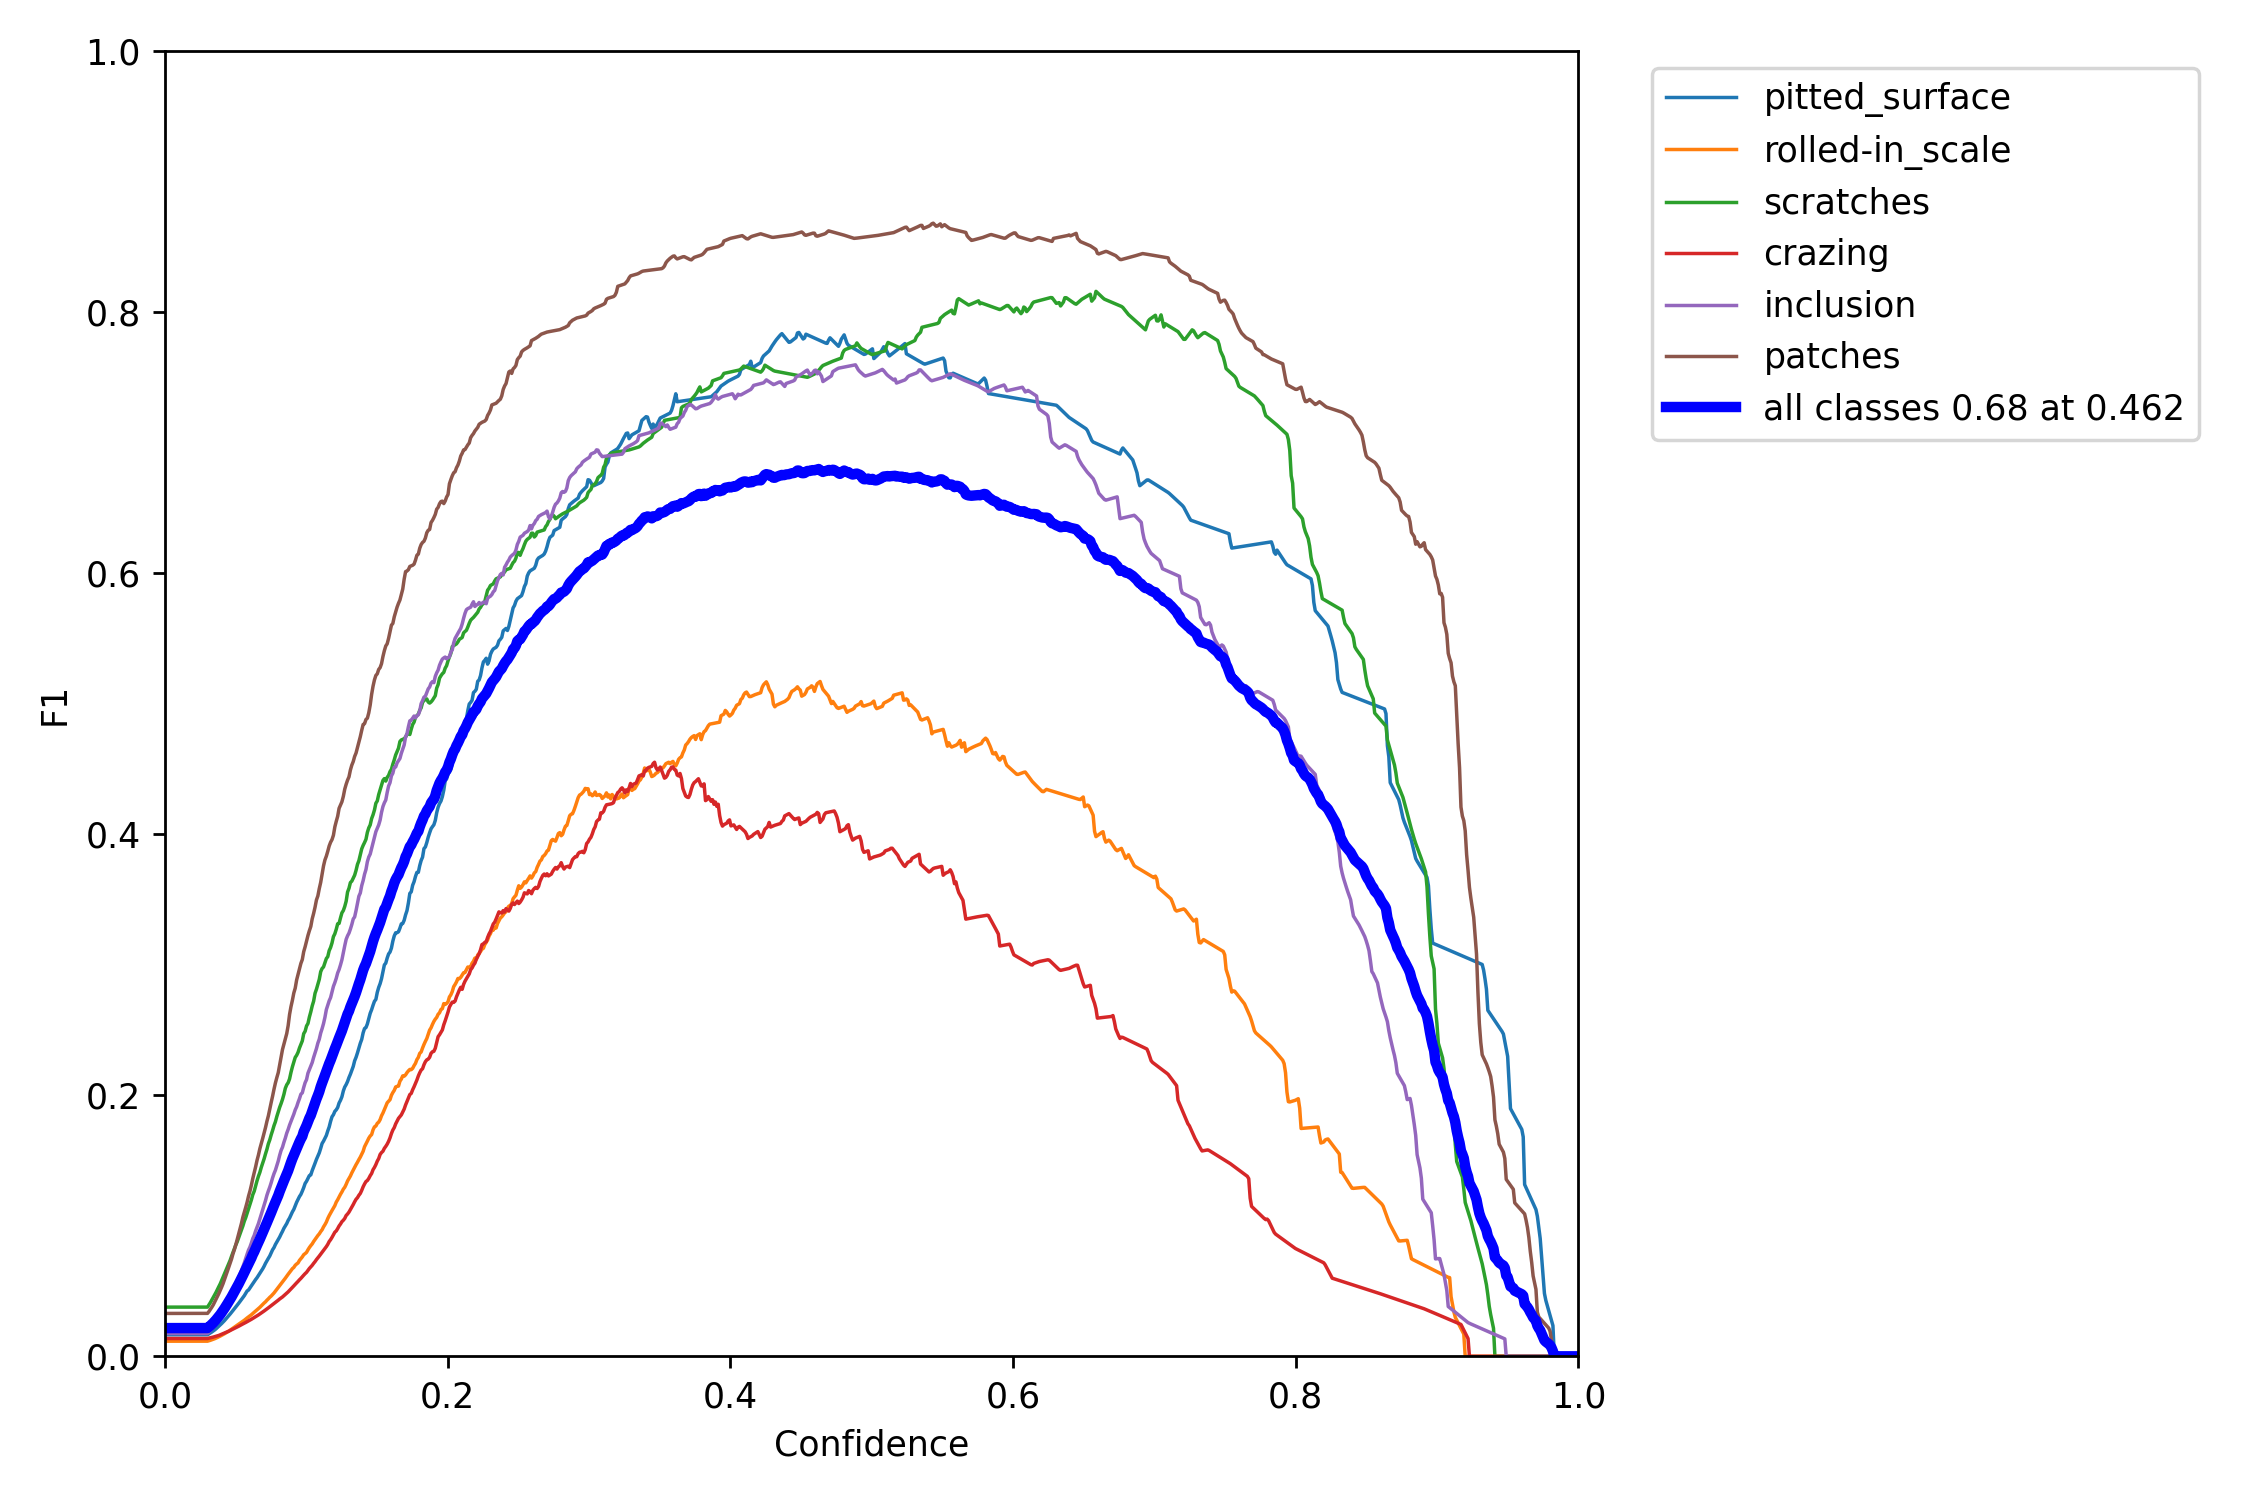 1.0
0.8
0.6
0.4
0.2
0.0
F1
0.0 0.2 0.4 0.6 0.8 1.0
Confidence
pitted_surface
rolled-in_scale
scratches
crazing
inclusion
patches
all classes 0.68 at 0.462